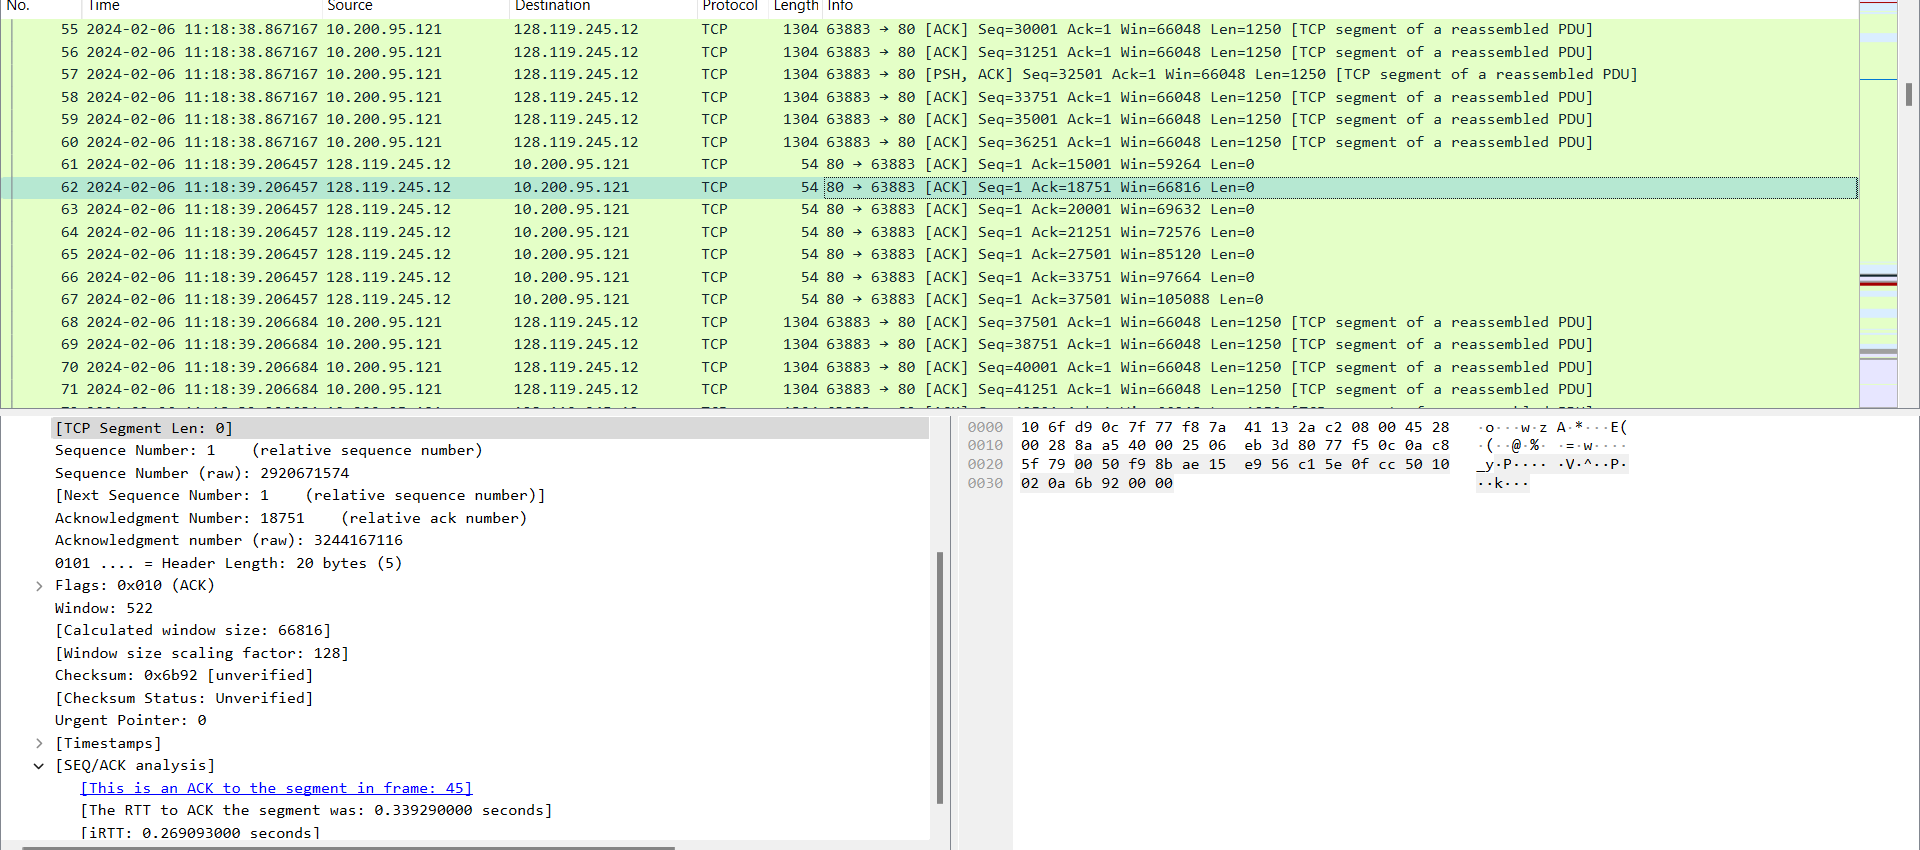 No. Time Source Destination Protocol Length Info
55 2024-02-06 11:18:38.867167 10.200.95.121 128.119.245.12 TCP 1304 63883 → 80 [ACK] Seq=30001 Ack=1 Win=66048 Len=1250 [TCP segment of a reassembled PDU]
56 2024-02-06 11:18:38.867167 10.200.95.121 128.119.245.12 TCP 1304 63883 → 80 [ACK] Seq=31251 Ack=1 Win=66048 Len=1250 [TCP segment of a reassembled PDU]
57 2024-02-06 11:18:38.867167 10.200.95.121 128.119.245.12 TCP 1304 63883 → 80 [PSH, ACK] Seq=32501 Ack=1 Win=66048 Len=1250 [TCP segment of a reassembled PDU]
58 2024-02-06 11:18:38.867167 10.200.95.121 128.119.245.12 TCP 1304 63883 → 80 [ACK] Seq=33751 Ack=1 Win=66048 Len=1250 [TCP segment of a reassembled PDU]
59 2024-02-06 11:18:38.867167 10.200.95.121 128.119.245.12 TCP 1304 63883 → 80 [ACK] Seq=35001 Ack=1 Win=66048 Len=1250 [TCP segment of a reassembled PDU]
60 2024-02-06 11:18:38.867167 10.200.95.121 128.119.245.12 TCP 1304 63883 → 80 [ACK] Seq=36251 Ack=1 Win=66048 Len=1250 [TCP segment of a reassembled PDU]
61 2024-02-06 11:18:39.206457 128.119.245.12 10.200.95.121 TCP 54 80 → 63883 [ACK] Seq=1 Ack=15001 Win=59264 Len=0
62 2024-02-06 11:18:39.206457 128.119.245.12 10.200.95.121 TCP 54 80 → 63883 [ACK] Seq=1 Ack=18751 Win=66816 Len=0
63 2024-02-06 11:18:39.206457 128.119.245.12 10.200.95.121 TCP 54 80 → 63883 [ACK] Seq=1 Ack=20001 Win=69632 Len=0
64 2024-02-06 11:18:39.206457 128.119.245.12 10.200.95.121 TCP 54 80 → 63883 [ACK] Seq=1 Ack=21251 Win=72576 Len=0
65 2024-02-06 11:18:39.206457 128.119.245.12 10.200.95.121 TCP 54 80 → 63883 [ACK] Seq=1 Ack=27501 Win=85120 Len=0
66 2024-02-06 11:18:39.206457 128.119.245.12 10.200.95.121 TCP 54 80 → 63883 [ACK] Seq=1 Ack=33751 Win=97664 Len=0
67 2024-02-06 11:18:39.206457 128.119.245.12 10.200.95.121 TCP 54 80 → 63883 [ACK] Seq=1 Ack=37501 Win=105088 Len=0
68 2024-02-06 11:18:39.206684 10.200.95.121 128.119.245.12 TCP 1304 63883 → 80 [ACK] Seq=37501 Ack=1 Win=66048 Len=1250 [TCP segment of a reassembled PDU]
69 2024-02-06 11:18:39.206684 10.200.95.121 128.119.245.12 TCP 1304 63883 → 80 [ACK] Seq=38751 Ack=1 Win=66048 Len=1250 [TCP segment of a reassembled PDU]
70 2024-02-06 11:18:39.206684 10.200.95.121 128.119.245.12 TCP 1304 63883 → 80 [ACK] Seq=40001 Ack=1 Win=66048 Len=1250 [TCP segment of a reassembled PDU]
71 2024-02-06 11:18:39.206684 10.200.95.121 128.119.245.12 TCP 1304 63883 → 80 [ACK] Seq=41251 Ack=1 Win=66048 Len=1250 [TCP segment of a reassembled PDU]
[TCP Segment Len: 0]
Sequence Number: 1 (relative sequence number)
Sequence Number (raw): 2920671574
[Next Sequence Number: 1 (relative sequence number)]
Acknowledgment Number: 18751 (relative ack number)
Acknowledgment number (raw): 3244167116
0101 .... = Header Length: 20 bytes (5)
Flags: 0x010 (ACK)
Window: 522
[Calculated window size: 66816]
[Window size scaling factor: 128]
Checksum: 0x6b92 [unverified]
[Checksum Status: Unverified]
Urgent Pointer: 0
[Timestamps]
[SEQ/ACK analysis]
[This is an ACK to the segment in frame: 45]
[The RTT to ACK the segment was: 0.339290000 seconds]
[iRTT: 0.269093000 seconds]
0000 10 6f d9 0c 7f 77 f8 7a 41 13 2a c2 08 00 45 28 ·o···w·z A·*···E(
0010 00 28 8a a5 40 00 25 06 eb 3d 80 77 f5 0c 0a c8 ·(··@·%· ·=·w····
0020 5f 79 00 50 f9 8b ae 15 e9 56 c1 5e 0f cc 50 10 _y·P···· ·V·^··P·
0030 02 0a 6b 92 00 00 ··k···